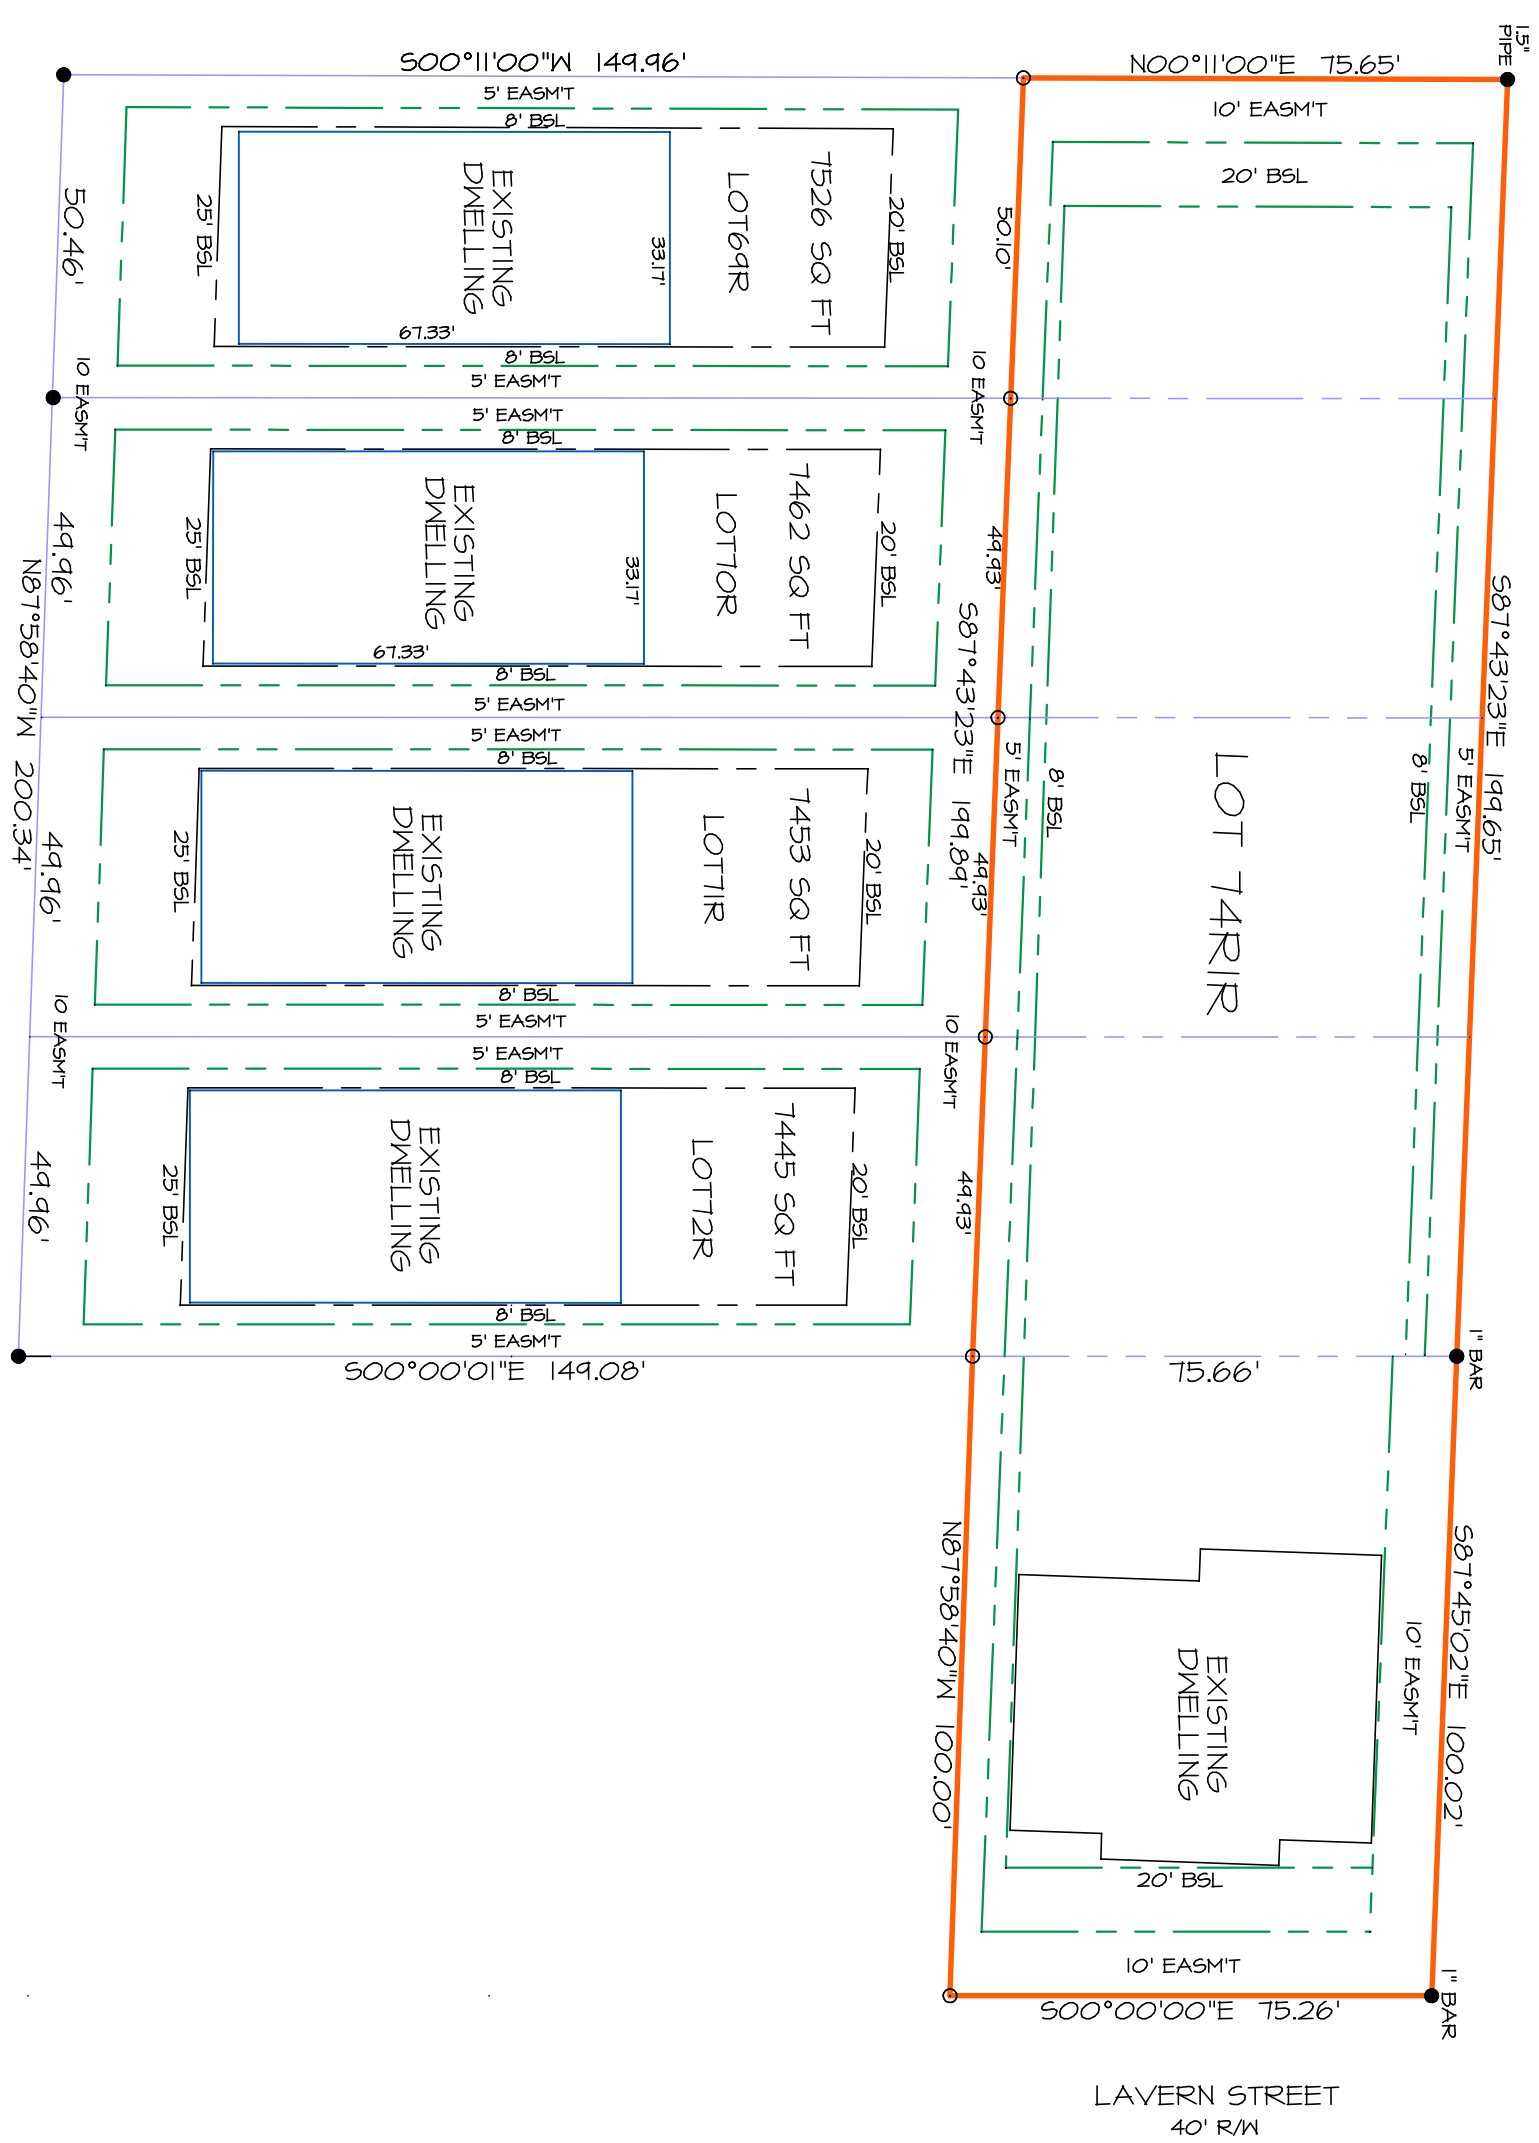 S00°11'00"W 149.96'
N00°11'00"E 75.65'
1.5"
PIPE
5' EASM'T
8' BSL
10' EASM'T
20' BSL
50.46'
25' BSL
EXISTING
DWELLING
33.17'
67.33'
LOT69R
7526 SQ FT
20' BSL
50.10'
8' BSL
5' EASM'T
10 EASM'T
10 EASM'T
5' EASM'T
8' BSL
49.96'
25' BSL
EXISTING
DWELLING
33.17'
67.33'
LOT70R
7462 SQ FT
20' BSL
49.93'
8' BSL
5' EASM'T
N87°58'40"W 200.34'
S87°43'23"E 199.89'
S87°43'23"E 199.65'
5' EASM'T
8' BSL
5' EASM'T
8' BSL
LOT 74R1R
8' BSL
5' EASM'T
49.96'
25' BSL
EXISTING
DWELLING
LOT71R
7453 SQ FT
20' BSL
49.93'
8' BSL
5' EASM'T
10 EASM'T
10 EASM'T
5' EASM'T
8' BSL
49.96'
25' BSL
EXISTING
DWELLING
LOT72R
7445 SQ FT
20' BSL
49.93'
8' BSL
5' EASM'T
S00°00'01"E 149.08'
75.66'
1" BAR
N87°58'40"W 100.00'
S87°45'02"E 100.02'
EXISTING
DWELLING
10' EASM'T
20' BSL
10' EASM'T
1" BAR
S00°00'00"E 75.26'
LAVERN STREET
40' R/W